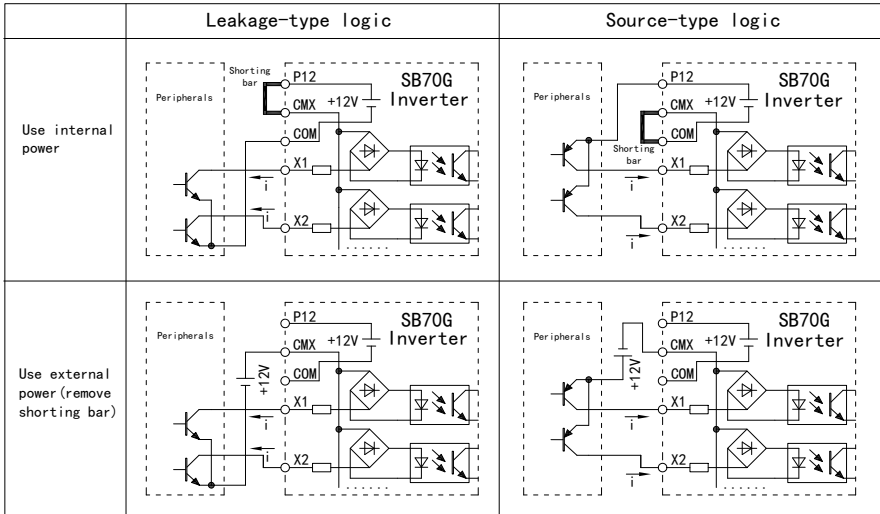 Leakage-type logic
Source-type logic
Use internal
power
Peripherals
Shorting
bar
P12
CMX
COM
X1
X2
+12V
SB70G
Inverter
i
i
......
Peripherals
Shorting
bar
P12
CMX
COM
X1
X2
+12V
SB70G
Inverter
i
i
......
Use external
power(remove
shorting bar)
Peripherals
+12V
P12
CMX
COM
X1
X2
+12V
SB70G
Inverter
i
i
......
Peripherals
+12V
P12
CMX
COM
X1
X2
+12V
SB70G
Inverter
i
i
......